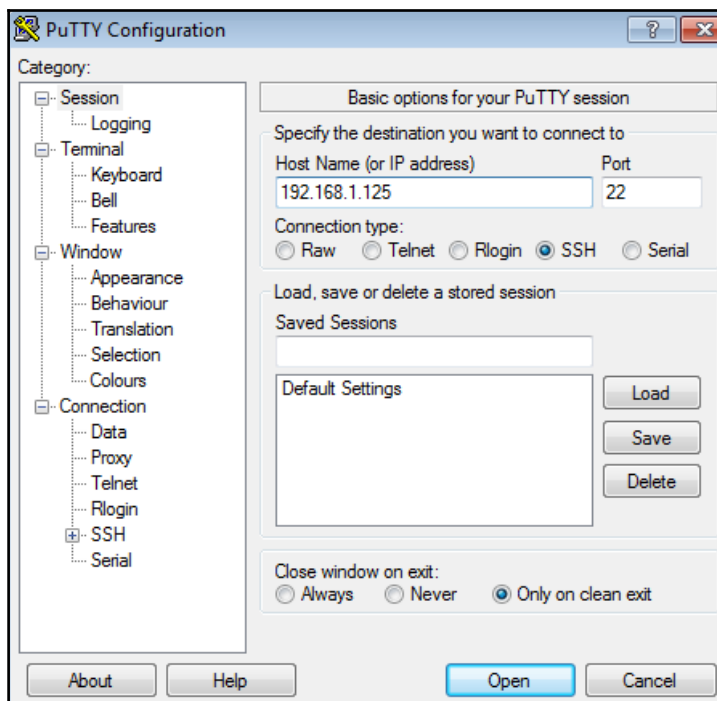 PuTTY Configuration
Category:
Session
Logging
Terminal
Keyboard
Bell
Features
Window
Appearance
Behaviour
Translation
Selection
Colours
Connection
Data
Proxy
Telnet
Rlogin
SSH
Serial
Basic options for your PuTTY session
Specify the destination you want to connect to
Host Name (or IP address) Port
192.168.1.125 22
Connection type:
Raw Telnet Rlogin SSH Serial
Load, save or delete a stored session
Saved Sessions
Default Settings
Load
Save
Delete
Close window on exit:
Always Never Only on clean exit
About Help Open Cancel